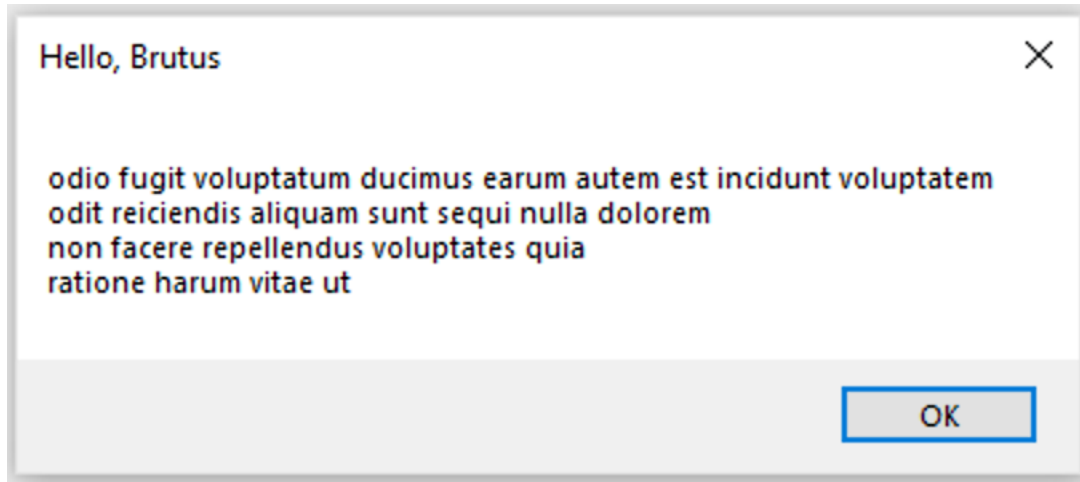 Hello, Brutus
odio fugit voluptatum ducimus earum autem est incidunt voluptatem
odit reiciendis aliquam sunt sequi nulla dolorem
non facere repellendus voluptates quia
ratione harum vitae ut
OK